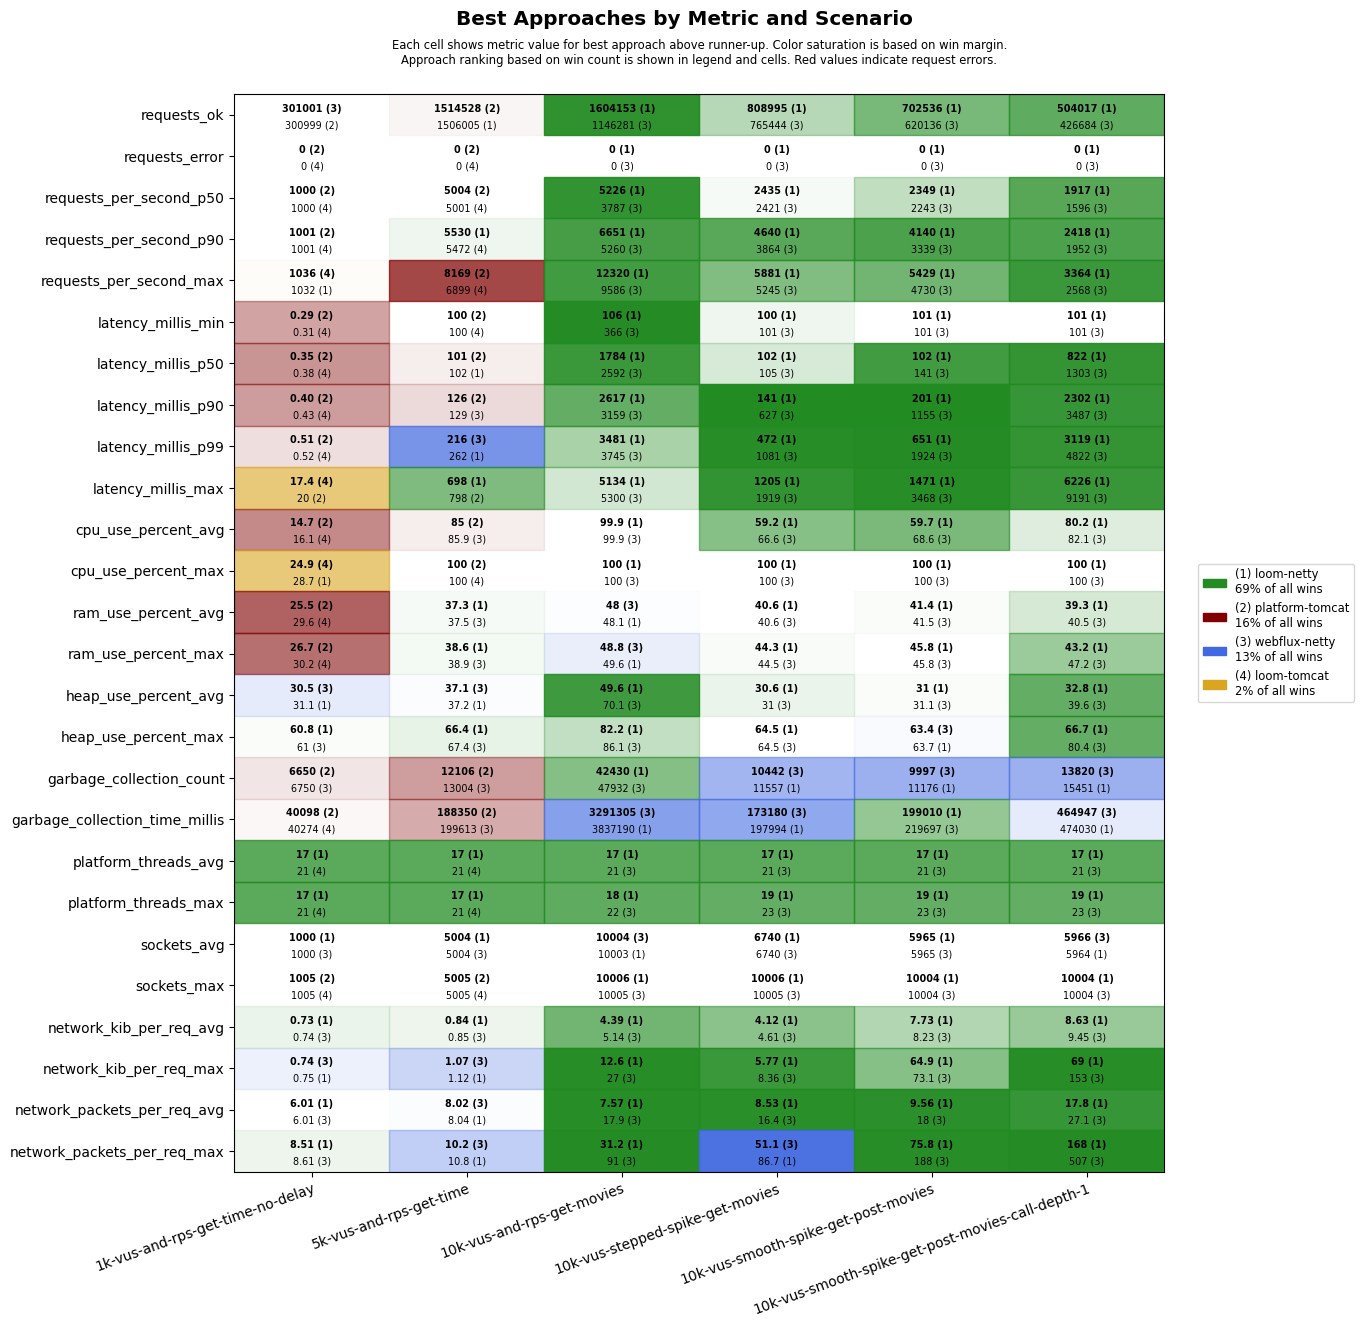 Best Approaches by Metric and Scenario
Each cell shows metric value for best approach above runner-up. Color saturation is based on win margin.
Approach ranking based on win count is shown in legend and cells. Red values indicate request errors.
requests_ok
301001 (3) 1514528 (2) 1604153 (1) 808995 (1) 702536 (1) 504017 (1)
300999 (2) 1506005 (1) 1146281 (3) 765444 (3) 620136 (3) 426684 (3)
requests_error
0 (2) 0 (2) 0 (1) 0 (1) 0 (1) 0 (1)
0 (4) 0 (4) 0 (3) 0 (3) 0 (3) 0 (3)
requests_per_second_p50
1000 (2) 5004 (2) 5226 (1) 2435 (1) 2349 (1) 1917 (1)
1000 (4) 5001 (4) 3787 (3) 2421 (3) 2243 (3) 1596 (3)
requests_per_second_p90
1001 (2) 5530 (1) 6651 (1) 4640 (1) 4140 (1) 2418 (1)
1001 (4) 5472 (4) 5260 (3) 3864 (3) 3339 (3) 1952 (3)
requests_per_second_max
1036 (4) 8169 (2) 12320 (1) 5881 (1) 5429 (1) 3364 (1)
1032 (1) 6899 (4) 9586 (3) 5245 (3) 4730 (3) 2568 (3)
latency_millis_min
0.29 (2) 100 (2) 106 (1) 100 (1) 101 (1) 101 (1)
0.31 (4) 100 (4) 366 (3) 101 (3) 101 (3) 101 (3)
latency_millis_p50
0.35 (2) 101 (2) 1784 (1) 102 (1) 102 (1) 822 (1)
0.38 (4) 102 (1) 2592 (3) 105 (3) 141 (3) 1303 (3)
latency_millis_p90
0.40 (2) 126 (2) 2617 (1) 141 (1) 201 (1) 2302 (1)
0.43 (4) 129 (3) 3159 (3) 627 (3) 1155 (3) 3487 (3)
latency_millis_p99
0.51 (2) 216 (3) 3481 (1) 472 (1) 651 (1) 3119 (1)
0.52 (4) 262 (1) 3745 (3) 1081 (3) 1924 (3) 4822 (3)
latency_millis_max
17.4 (4) 698 (1) 5134 (1) 1205 (1) 1471 (1) 6226 (1)
20 (2) 798 (2) 5300 (3) 1919 (3) 3468 (3) 9191 (3)
cpu_use_percent_avg
14.7 (2) 85 (2) 99.9 (1) 59.2 (1) 59.7 (1) 80.2 (1)
16.1 (4) 85.9 (3) 99.9 (3) 66.6 (3) 68.6 (3) 82.1 (3)
cpu_use_percent_max
24.9 (4) 100 (2) 100 (1) 100 (1) 100 (1) 100 (1)
28.7 (1) 100 (4) 100 (3) 100 (3) 100 (3) 100 (3)
ram_use_percent_avg
25.5 (2) 37.3 (1) 48 (3) 40.6 (1) 41.4 (1) 39.3 (1)
29.6 (4) 37.5 (3) 48.1 (1) 40.6 (3) 41.5 (3) 40.5 (3)
ram_use_percent_max
26.7 (2) 38.6 (1) 48.8 (3) 44.3 (1) 45.8 (1) 43.2 (1)
30.2 (4) 38.9 (3) 49.6 (1) 44.5 (3) 45.8 (3) 47.2 (3)
heap_use_percent_avg
30.5 (3) 37.1 (3) 49.6 (1) 30.6 (1) 31 (1) 32.8 (1)
31.1 (1) 37.2 (1) 70.1 (3) 31 (3) 31.1 (3) 39.6 (3)
heap_use_percent_max
60.8 (1) 66.4 (1) 82.2 (1) 64.5 (1) 63.4 (3) 66.7 (1)
61 (3) 67.4 (3) 86.1 (3) 64.5 (3) 63.7 (1) 80.4 (3)
garbage_collection_count
6650 (2) 12106 (2) 42430 (1) 10442 (3) 9997 (3) 13820 (3)
6750 (3) 13004 (3) 47932 (3) 11557 (1) 11176 (1) 15451 (1)
garbage_collection_time_millis
40098 (2) 188350 (2) 3291305 (3) 173180 (3) 199010 (1) 464947 (3)
40274 (4) 199613 (3) 3837190 (1) 197994 (1) 219697 (3) 474030 (1)
platform_threads_avg
17 (1) 17 (1) 17 (1) 17 (1) 17 (1) 17 (1)
21 (4) 21 (4) 21 (3) 21 (3) 21 (3) 21 (3)
platform_threads_max
17 (1) 17 (1) 18 (1) 19 (1) 19 (1) 19 (1)
21 (4) 21 (4) 22 (3) 23 (3) 23 (3) 23 (3)
sockets_avg
1000 (1) 5004 (1) 10004 (3) 6740 (1) 5965 (1) 5966 (3)
1000 (3) 5004 (3) 10003 (1) 6740 (3) 5965 (3) 5964 (1)
sockets_max
1005 (2) 5005 (2) 10006 (1) 10006 (1) 10004 (1) 10004 (1)
1005 (4) 5005 (4) 10005 (3) 10005 (3) 10004 (3) 10004 (3)
network_kib_per_req_avg
0.73 (1) 0.84 (1) 4.39 (1) 4.12 (1) 7.73 (1) 8.63 (1)
0.74 (3) 0.85 (3) 5.14 (3) 4.61 (3) 8.23 (3) 9.45 (3)
network_kib_per_req_max
0.74 (3) 1.07 (3) 12.6 (1) 5.77 (1) 64.9 (1) 69 (1)
0.75 (1) 1.12 (1) 27 (3) 8.36 (3) 73.1 (3) 153 (3)
network_packets_per_req_avg
6.01 (1) 8.02 (3) 7.57 (1) 8.53 (1) 9.56 (1) 17.8 (1)
6.01 (3) 8.04 (1) 17.9 (3) 16.4 (3) 18 (3) 27.1 (3)
network_packets_per_req_max
8.51 (1) 10.2 (3) 31.2 (1) 51.1 (3) 75.8 (1) 168 (1)
8.61 (3) 10.8 (1) 91 (3) 86.7 (1) 188 (3) 507 (3)
1k-vus-and-rps-get-time-no-delay
5k-vus-and-rps-get-time
10k-vus-and-rps-get-movies
10k-vus-stepped-spike-get-movies
10k-vus-smooth-spike-get-post-movies
10k-vus-smooth-spike-get-post-movies-call-depth-1
(1) loom-netty
69% of all wins
(2) platform-tomcat
16% of all wins
(3) webflux-netty
13% of all wins
(4) loom-tomcat
2% of all wins